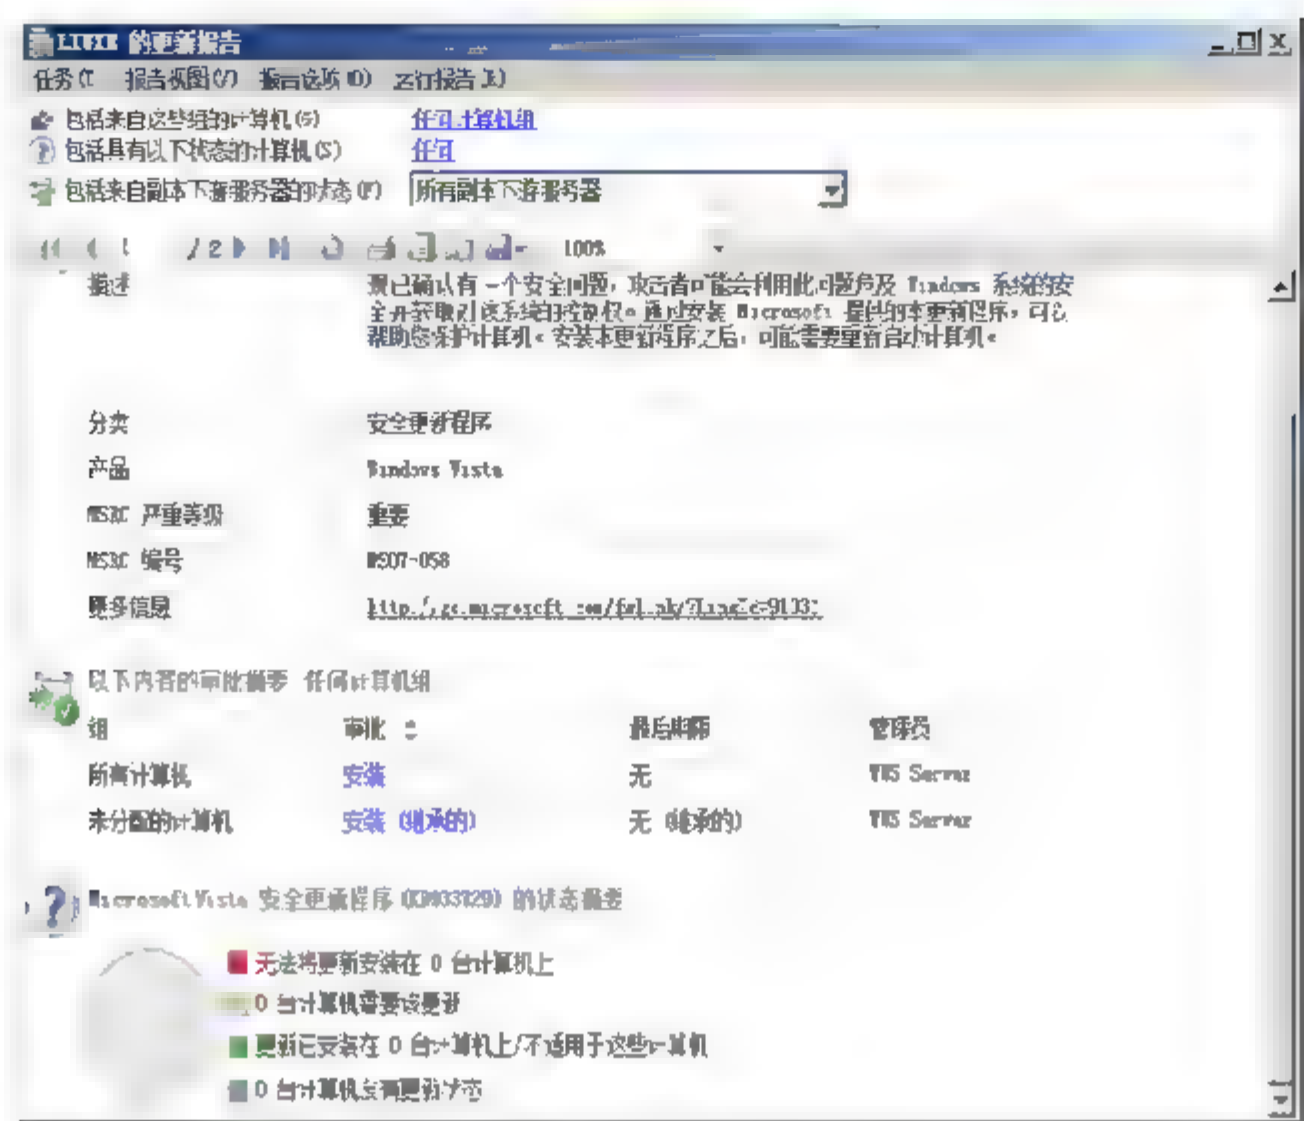 的更新报告
任务(T 报告视图(V) 报告选项(O) 运行报告(R)
包括来自这些组的计算机(G) 任何计算机组
包括具有以下状态的计算机(S) 任何
包括来自副本下游服务器的状态(F) 所有副本下游服务器
/ 2 100%
描述 现已确认有一个安全问题，攻击者可能会利用此问题危及 Windows 系统的安
全并获取对该系统的控制权。通过安装 Microsoft 提供的本更新程序，可以
帮助您保护计算机。安装本更新程序之后，可能需要重新启动计算机。
分类 安全更新程序
产品 Windows Vista
MSRC 严重等级 重要
MSRC 编号 MS07-058
更多信息
以下内容的审批摘要 任何计算机组
组 审批 最后期限 管理员
所有计算机 安装 无 Server
未分配的计算机 安装 (继承的) 无 (继承的) Server
Microsoft Vista 安全更新程序 (KB933729) 的状态摘要
无法将更新安装在 0 台计算机上
0 台计算机需要该更新
更新已安装在 0 台计算机上/不适用于这些计算机
0 台计算机没有更新状态